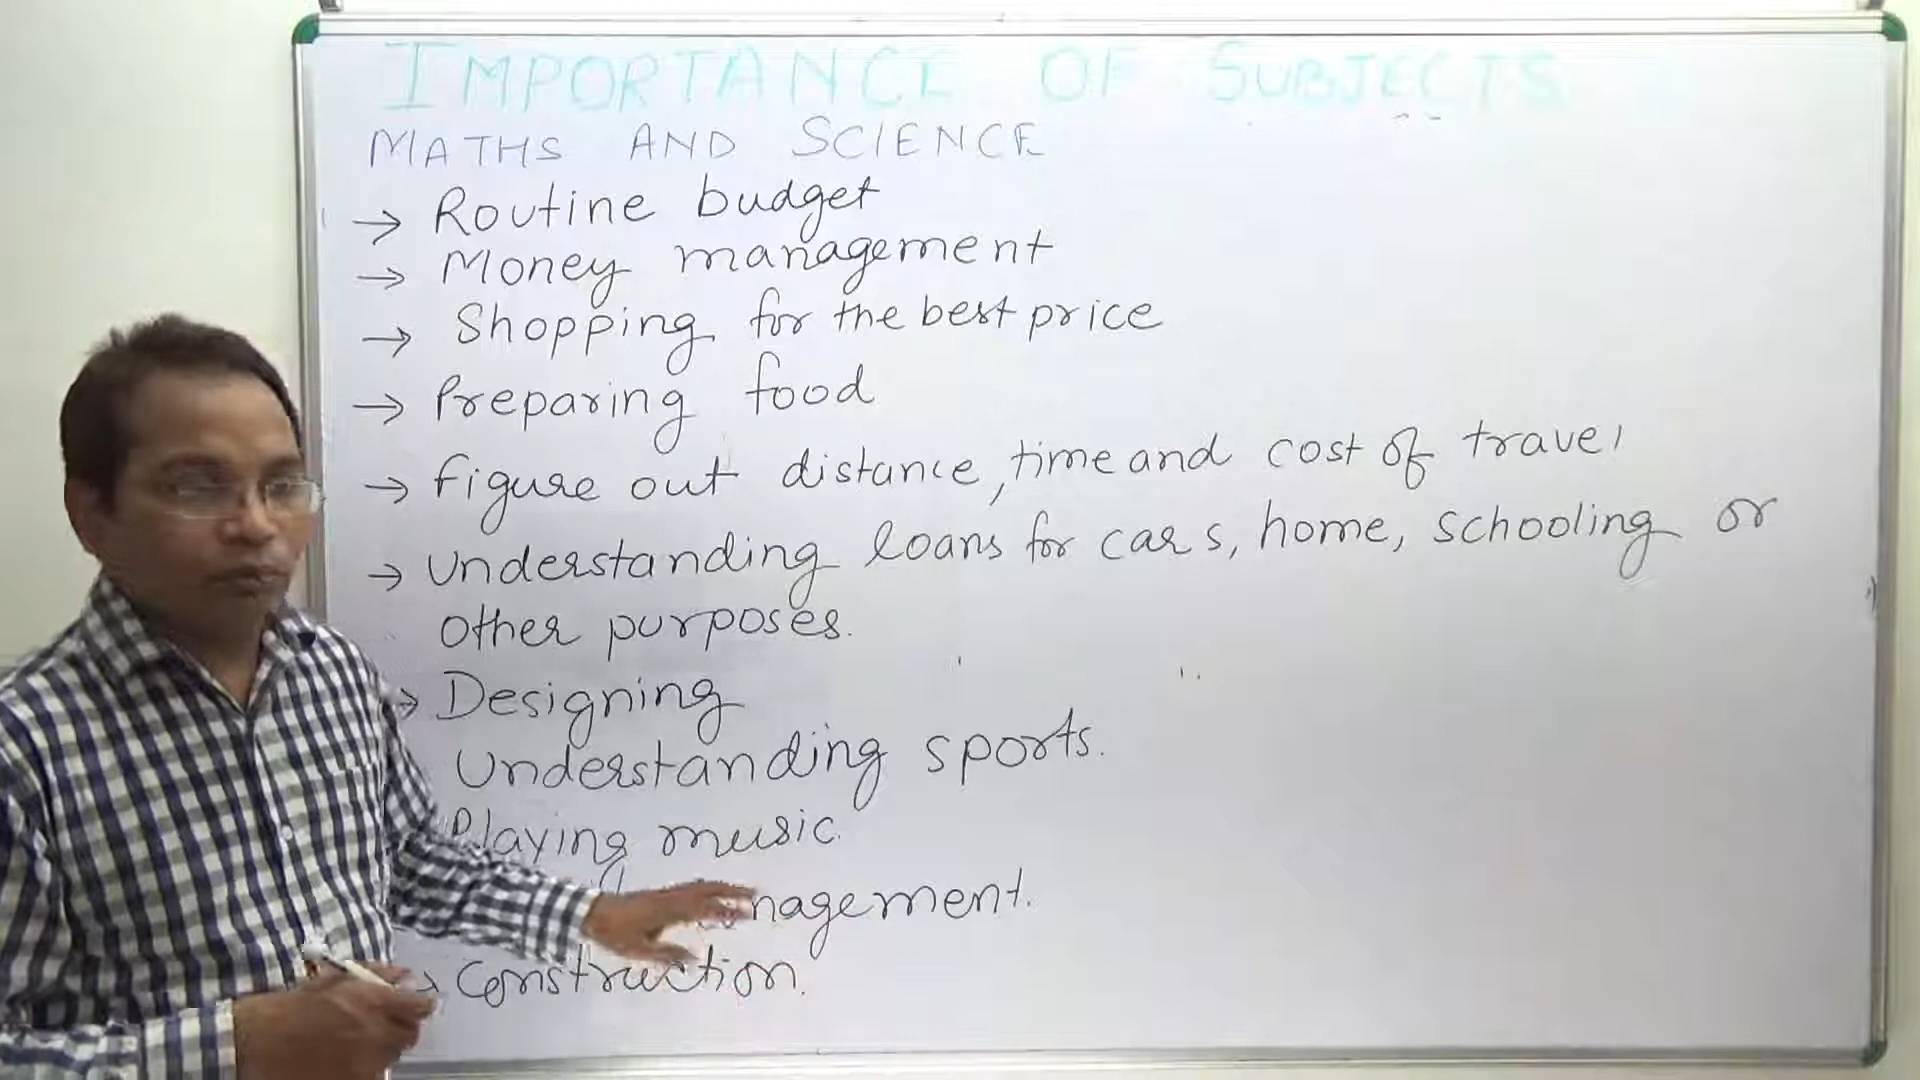 IMPORTANCE OF SUBJECTS
MATHS AND SCIENCE
→ Routine budget
→ Money management
→ Shopping for the best price
→ Preparing food
→ figure out distance, time and cost of travel
→ Understanding loans for cars, home, schooling or
other purposes.
→ Designing
Understanding sports.
Playing music.
→ Construction.